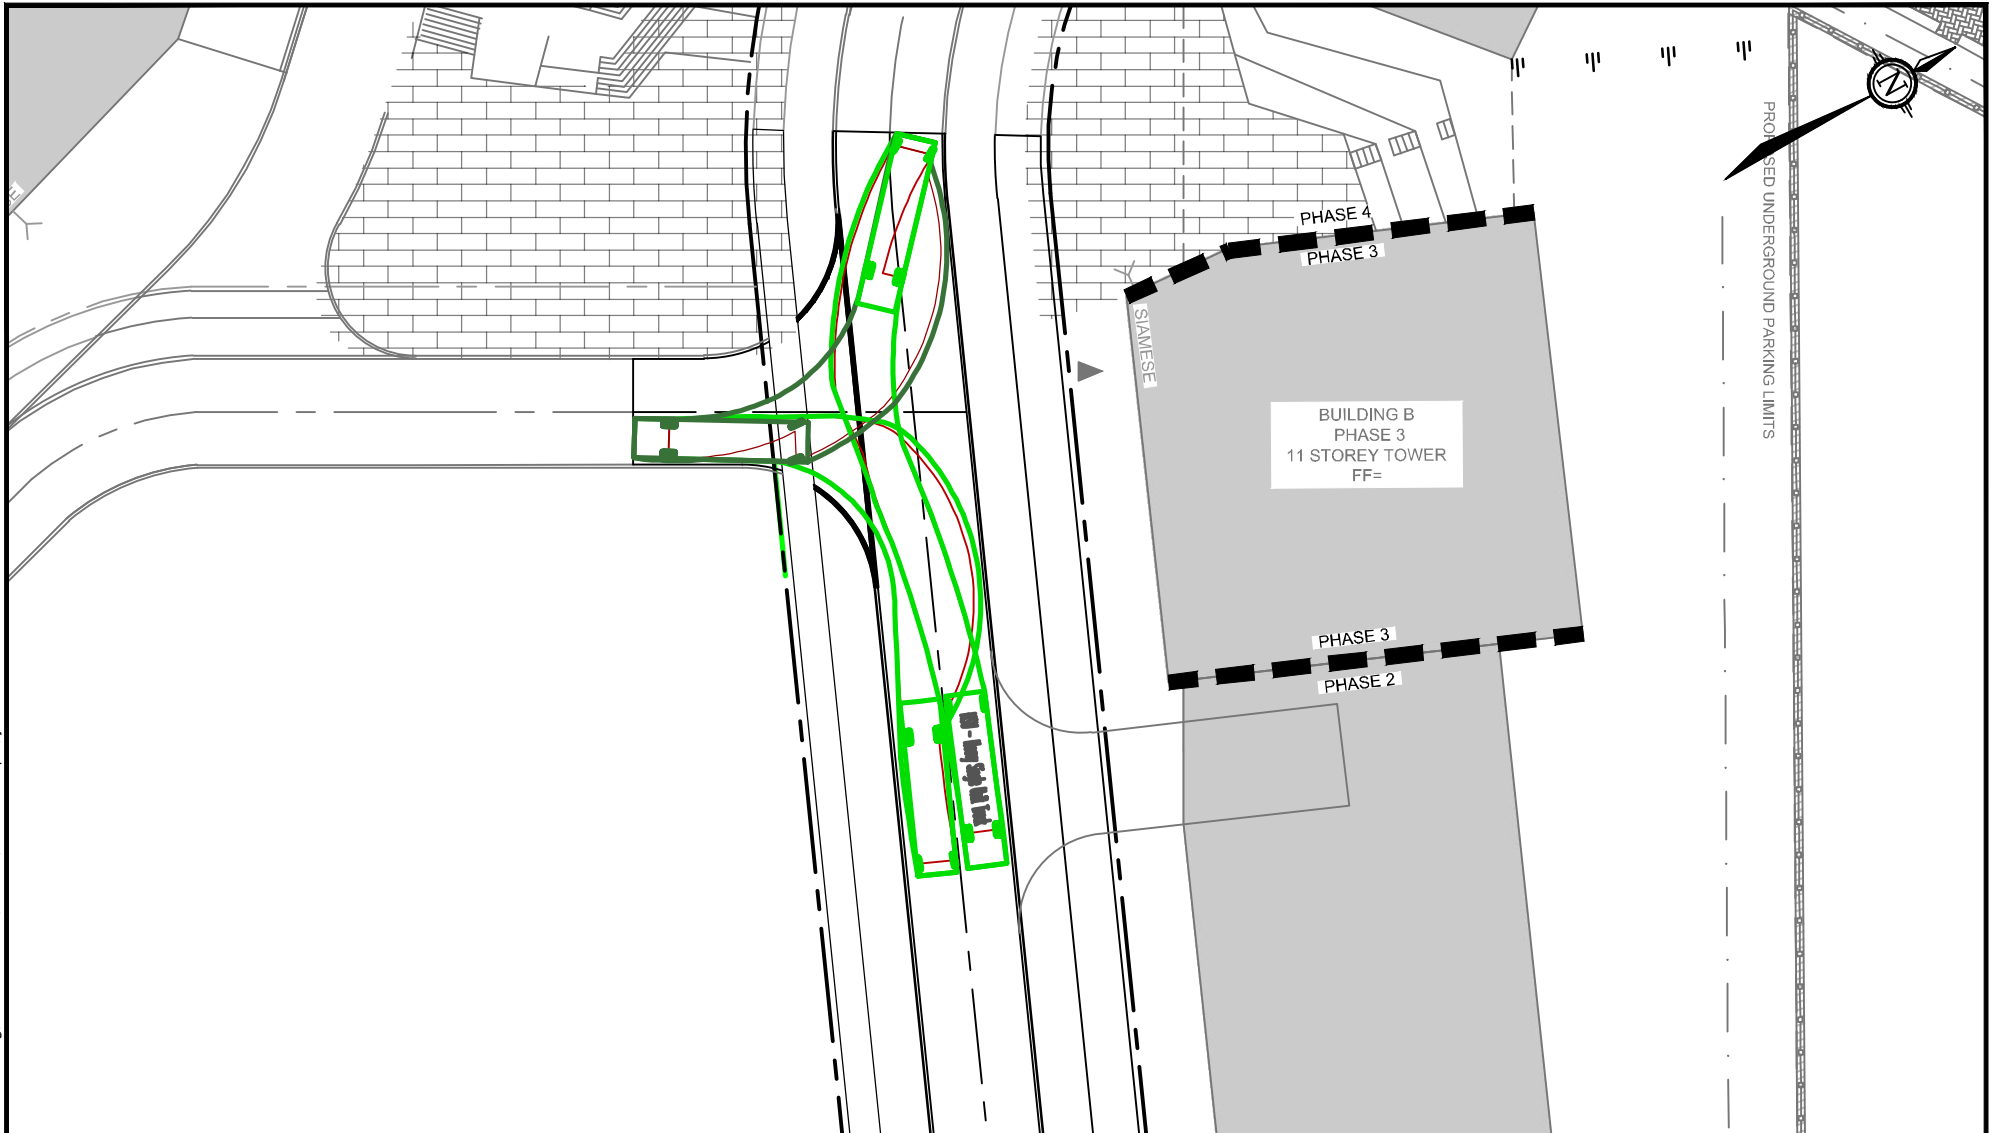 N
PROPOSED UNDERGROUND PARKING LIMITS
PHASE 4
PHASE 3
SIAMESE
BUILDING B
PHASE 3
11 STOREY TOWER
FF=
PHASE 3
PHASE 2